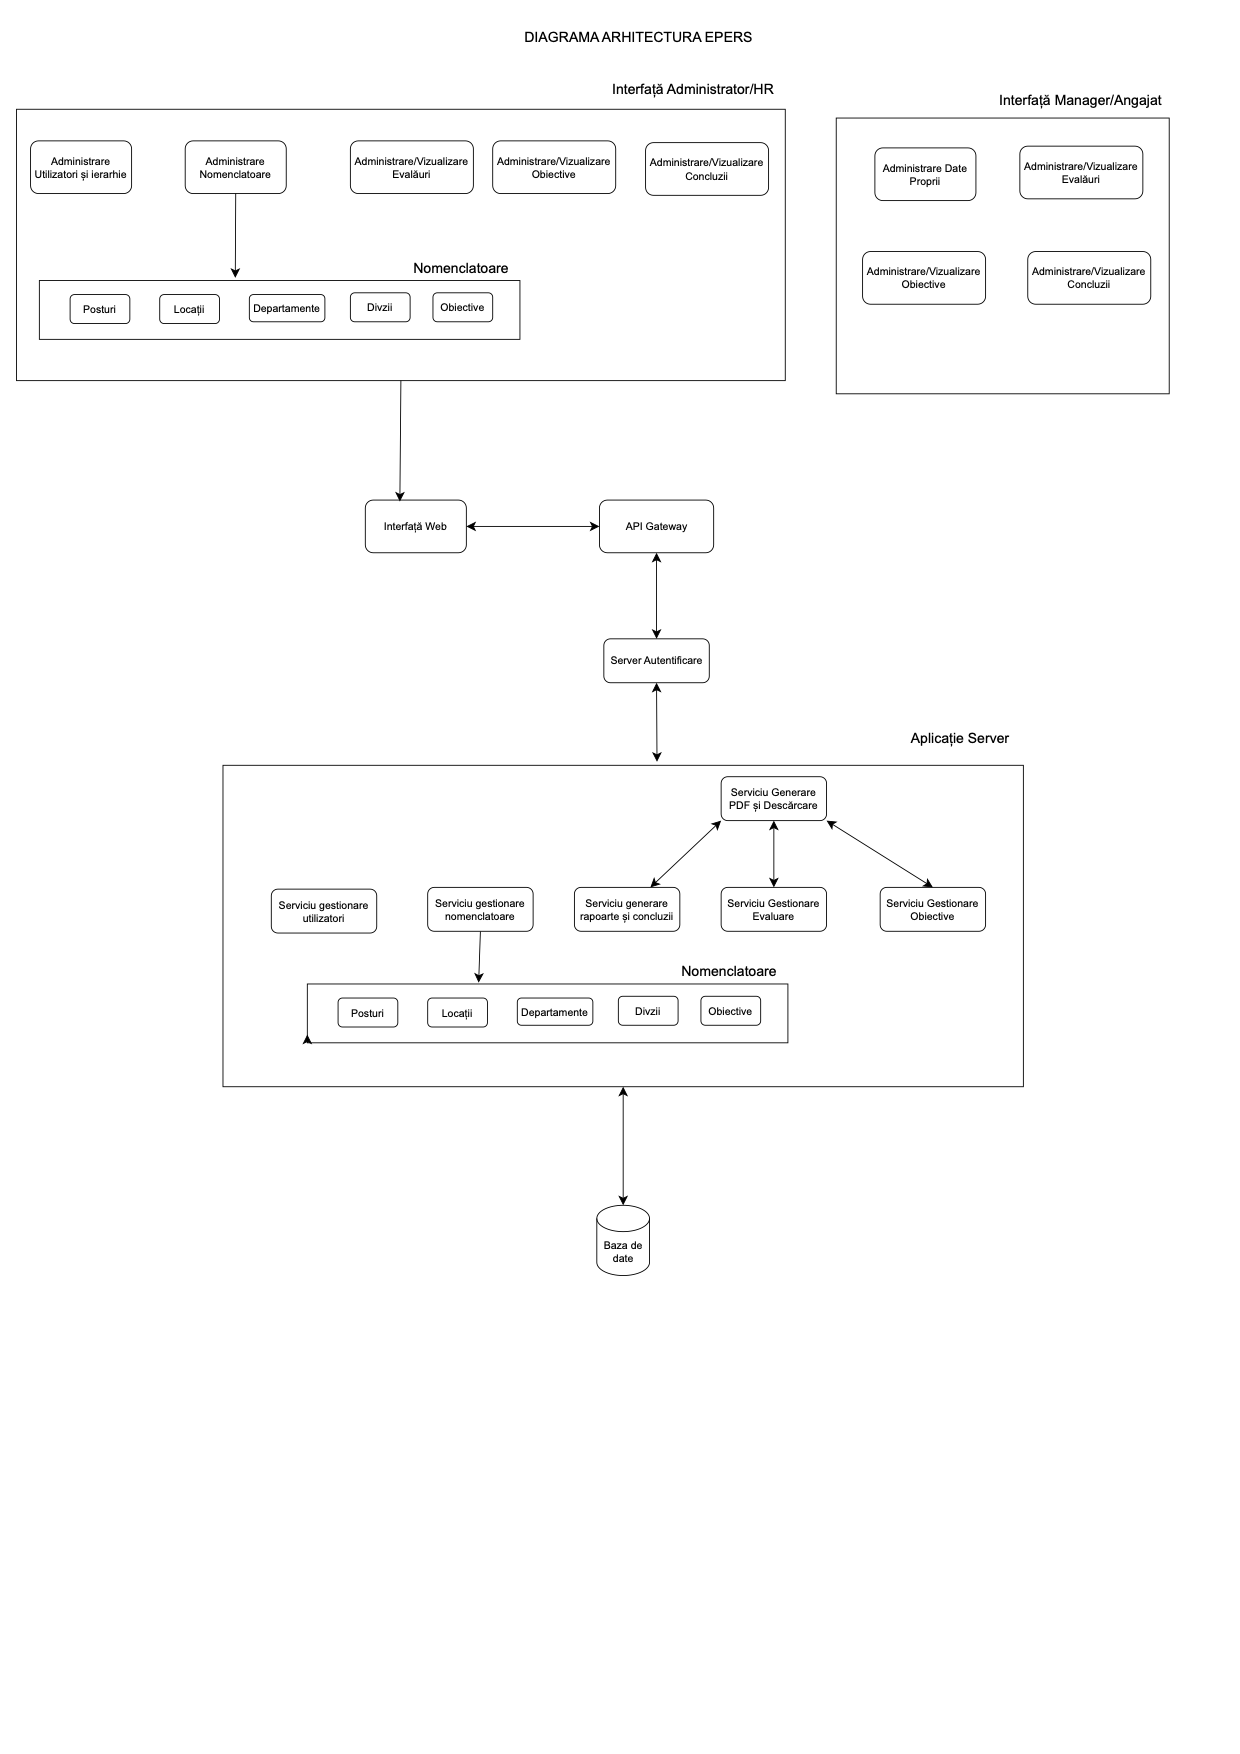 DIAGRAMA ARHITECTURA EPERS
Interfață Administrator/HR
Interfață Manager/Angajat
Administrare
Utilizatori și ierarhie
Administrare
Nomenclatoare
Administrare/Vizualizare
Evalăuri
Administrare/Vizualizare
Obiective
Administrare/Vizualizare
Concluzii
Administrare Date
Proprii
Administrare/Vizualizare
Evalăuri
Administrare/Vizualizare
Obiective
Administrare/Vizualizare
Concluzii
Nomenclatoare
Posturi
Locații
Departamente
Divzii
Obiective
Interfață Web
API Gateway
Server Autentificare
Aplicație Server
Serviciu Generare
PDF și Descărcare
Serviciu gestionare
utilizatori
Serviciu gestionare
nomenclatoare
Serviciu generare
rapoarte și concluzii
Serviciu Gestionare
Evaluare
Serviciu Gestionare
Obiective
Nomenclatoare
Posturi
Locații
Departamente
Divzii
Obiective
Baza de
date